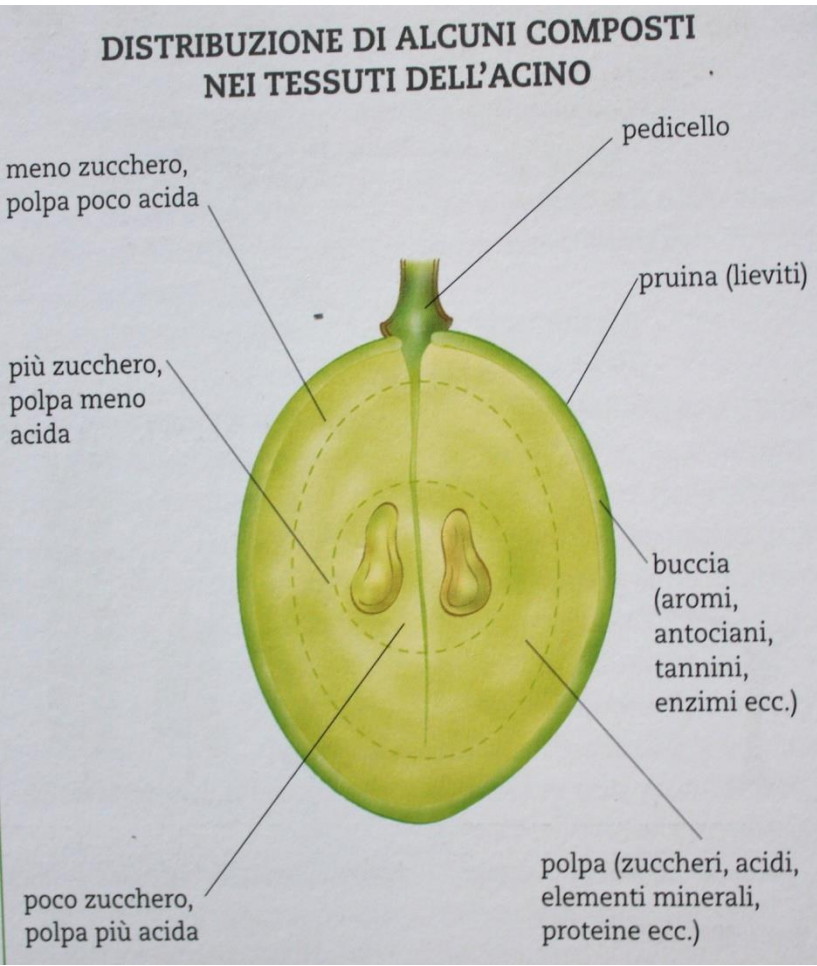 DISTRIBUZIONE DI ALCUNI COMPOSTI
NEI TESSUTI DELL'ACINO
pedicello
meno zucchero,
polpa poco acida
pruina (lieviti)
più zucchero,
polpa meno
acida
buccia
(aromi,
antociani,
tannini,
enzimi ecc.)
polpa (zuccheri, acidi,
elementi minerali,
proteine ecc.)
poco zucchero,
polpa più acida